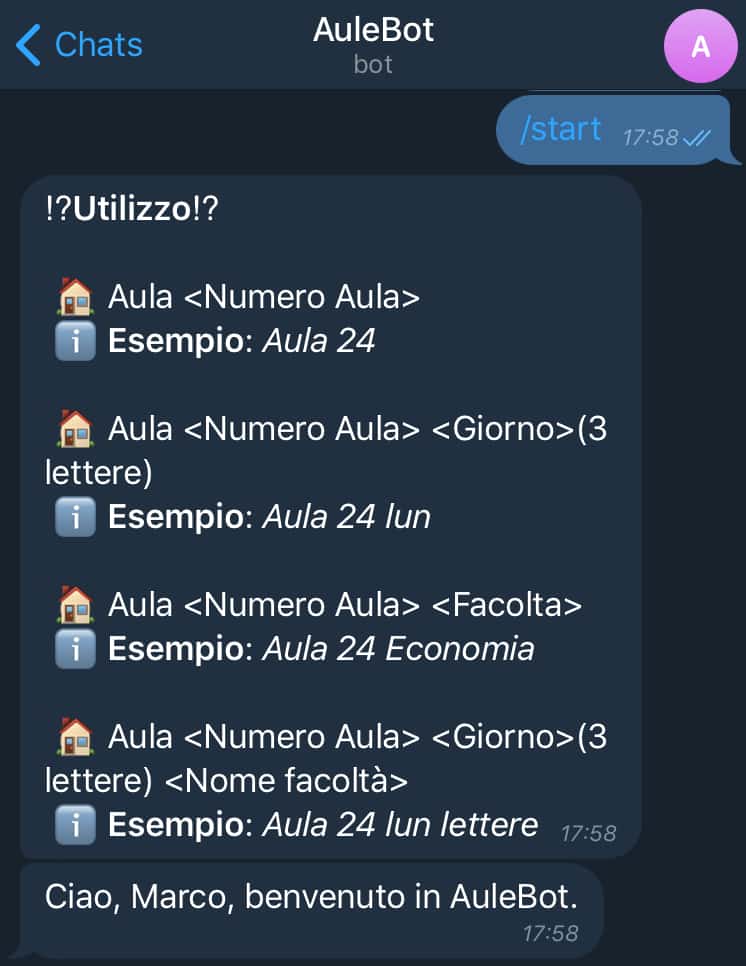 Chats
AuleBot
bot
A
/start 17:58
!?Utilizzo!?
🏠 Aula <Numero Aula>
ℹ️ Esempio: Aula 24
🏠 Aula <Numero Aula> <Giorno>(3
lettere)
ℹ️ Esempio: Aula 24 lun
🏠 Aula <Numero Aula> <Facolta>
ℹ️ Esempio: Aula 24 Economia
🏠 Aula <Numero Aula> <Giorno>(3
lettere) <Nome facoltà>
ℹ️ Esempio: Aula 24 lun lettere 17:58
Ciao, Marco, benvenuto in AuleBot.
17:58